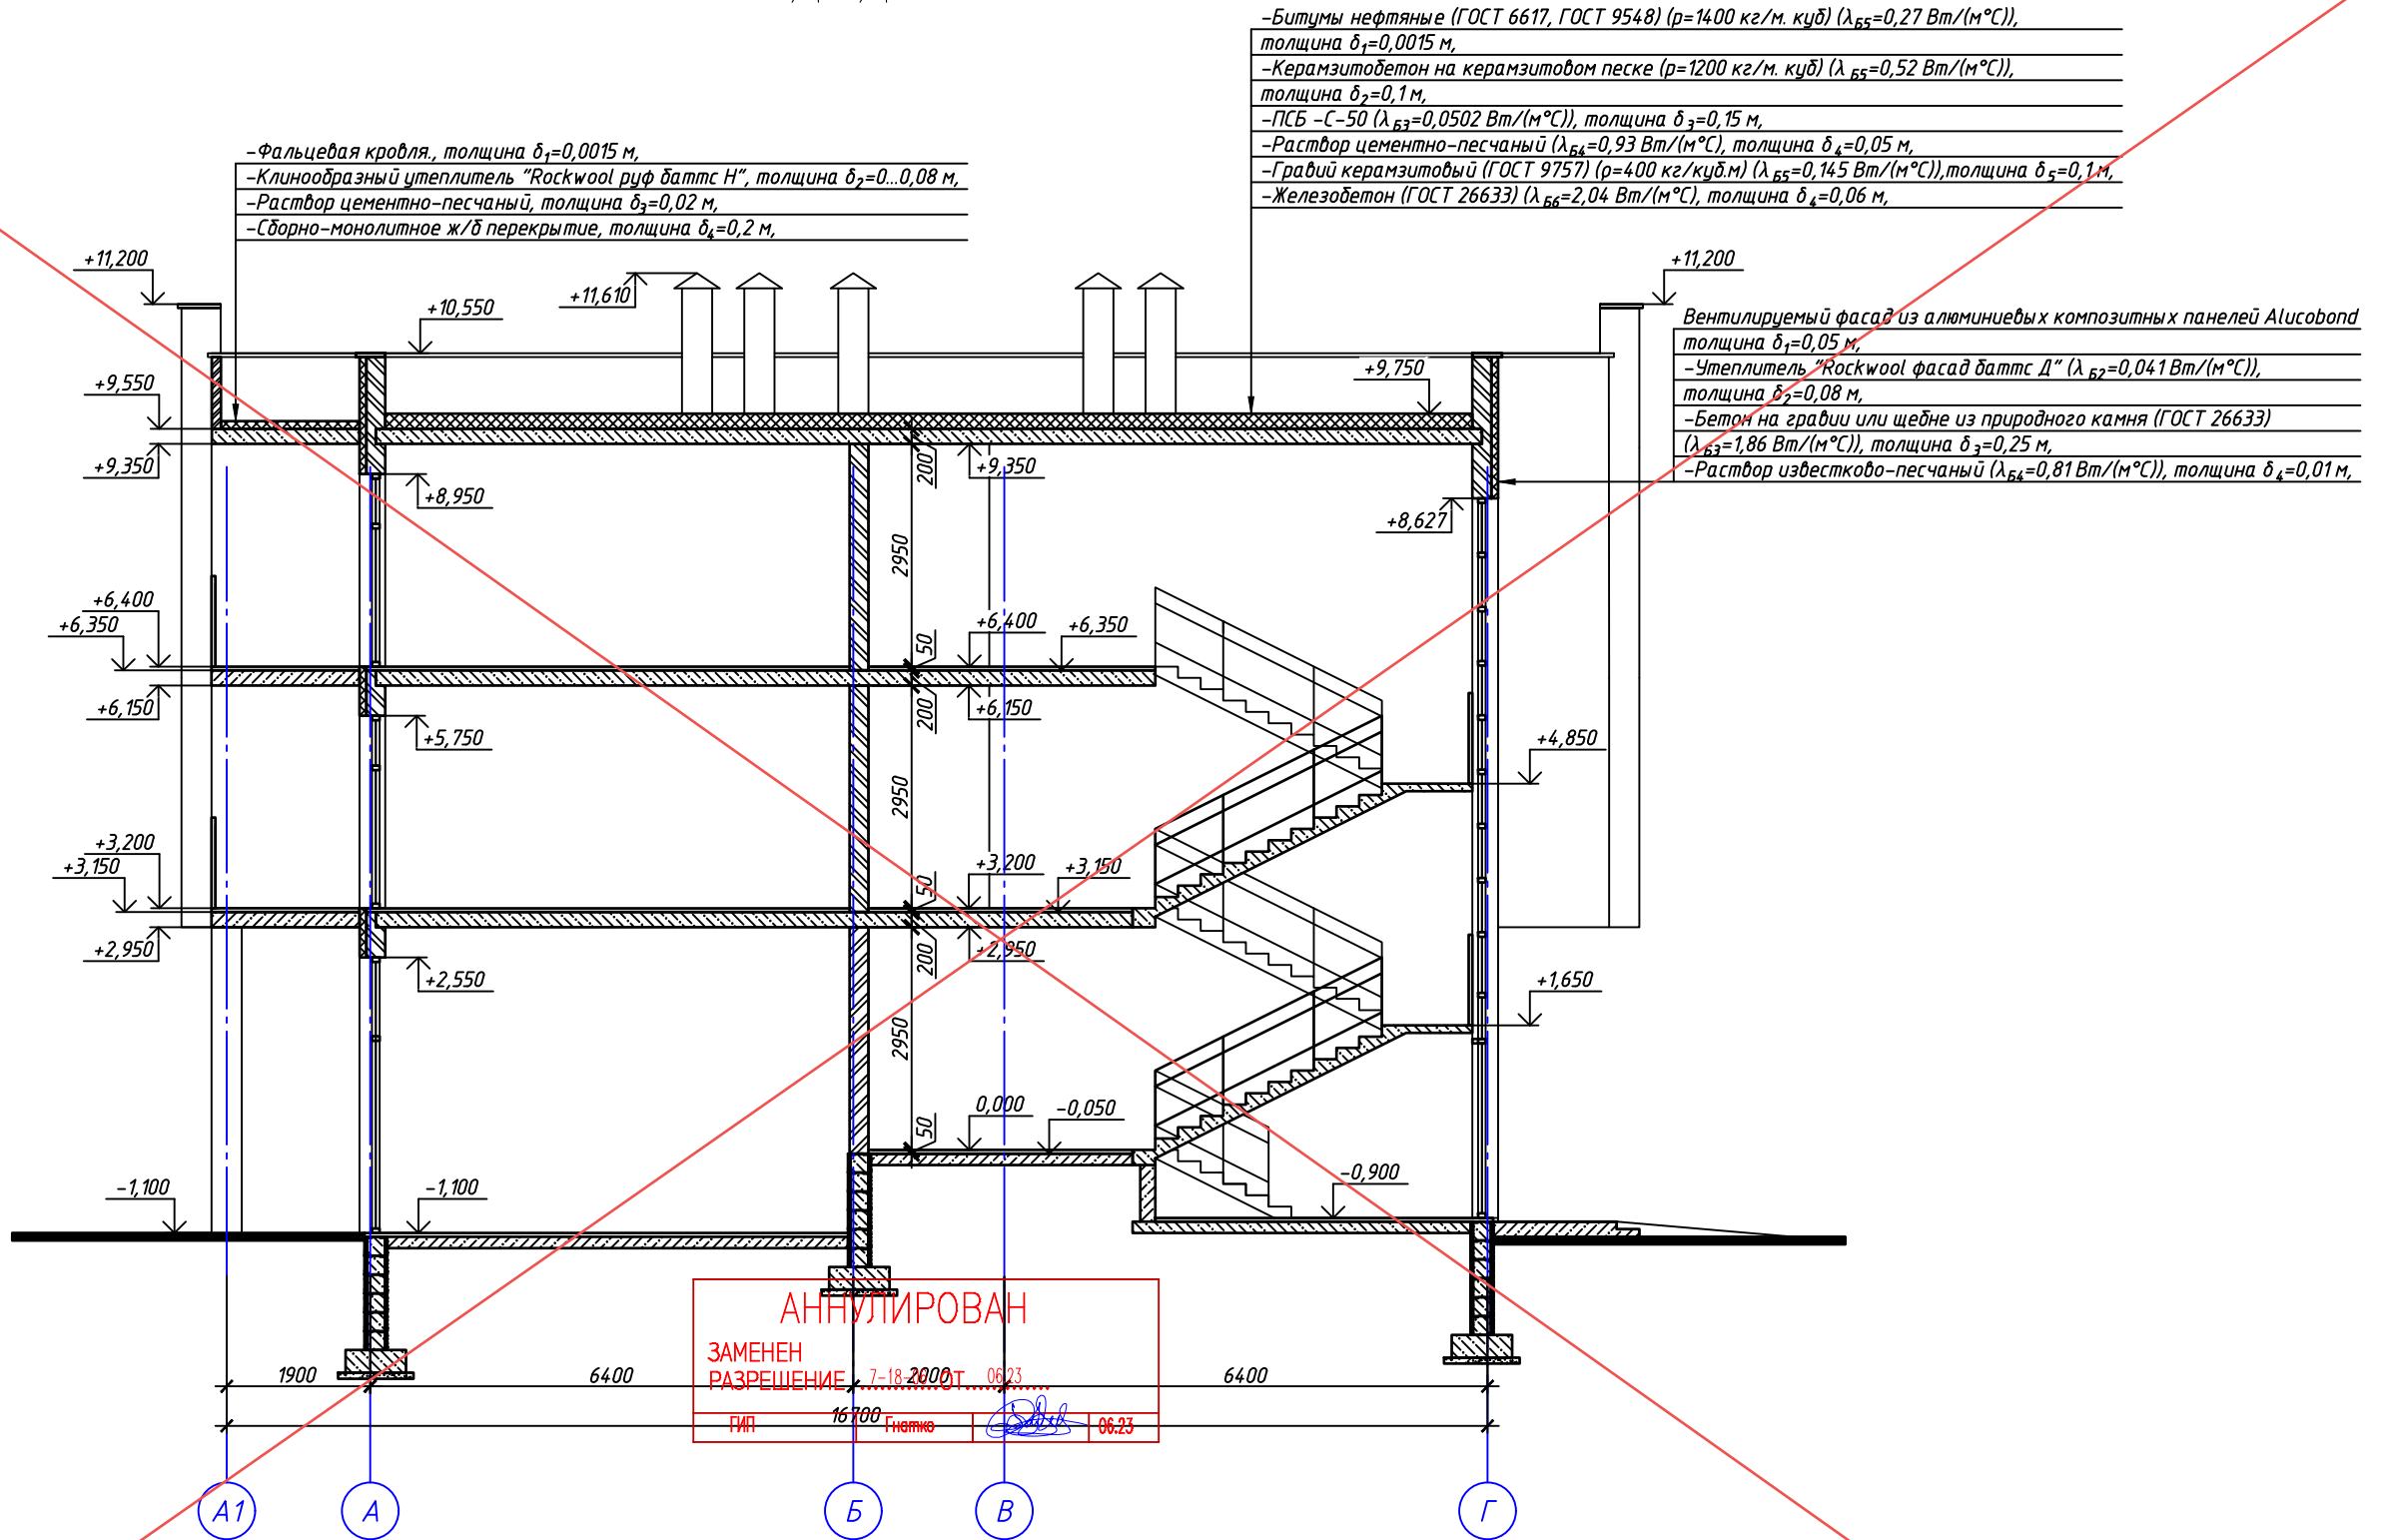 -Битумы нефтяные (ГОСТ 6617, ГОСТ 9548) (p=1400 кг/м. куб) (λБ5=0,27 Вт/(м°С)),
толщина δ1=0,0015 м,
-Керамзитобетон на керамзитовом песке (p=1200 кг/м. куб) (λ Б5=0,52 Вт/(м°С)),
толщина δ2=0,1 м,
-ПСБ -С-50 (λБ3=0,0502 Вт/(м°С)), толщина δ3=0,15 м,
-Раствор цементно-песчаный (λБ4=0,93 Вт/(м°С), толщина δ4=0,05 м,
-Гравий керамзитовый (ГОСТ 9757) (ρ=400 кг/куб.м) (λБ5=0,145 Вт/(м°С)),толщина δ5=0,1 м,
-Железобетон (ГОСТ 26633) (λБ6=2,04 Вт/(м°С), толщина δ4=0,06 м,
-Фальцевая кровля., толщина δ1=0,0015 м,
-Клинообразный утеплитель "Rockwool руф баттс Н", толщина δ2=0...0,08 м,
-Раствор цементно-песчаный, толщина δ3=0,02 м,
-Сборно-монолитное ж/б перекрытие, толщина δ4=0,2 м,
+11,200
+11,610
+10,550
+11,200
Вентилируемый фасад из алюминиевых композитных панелей Alucobond
толщина δ1=0,05 м,
-Утеплитель "Rockwool фасад баттс Д" (λ Б2=0,041 Вт/(м°С)),
толщина δ2=0,08 м,
-Бетон на гравии или щебне из природного камня (ГОСТ 26633)
(λБ3=1,86 Вт/(м°С)), толщина δ3=0,25 м,
-Раствор известково-песчаный (λБ4=0,81 Вт/(м°С)), толщина δ4=0,01 м,
+9,550
+9,750
+9,350
200
+9,350
+8,950
+8,627
2950
+6,400
+6,350
50
+6,400
+6,350
+6,150
200
+6,150
+5,750
+4,850
2950
+3,200
+3,150
50
+3,200
+3,150
+2,950
200
+2,950
+2,550
+1,650
2950
50
0,000
-0,050
-1,100
-1,100
-0,900
АННУЛИРОВАН
ЗАМЕНЕН
РАЗРЕШЕНИЕ ОТ 06.23
ГИП Гнатко 06.23
1900 6400 2000 6400
16700
А1 А Б В Г